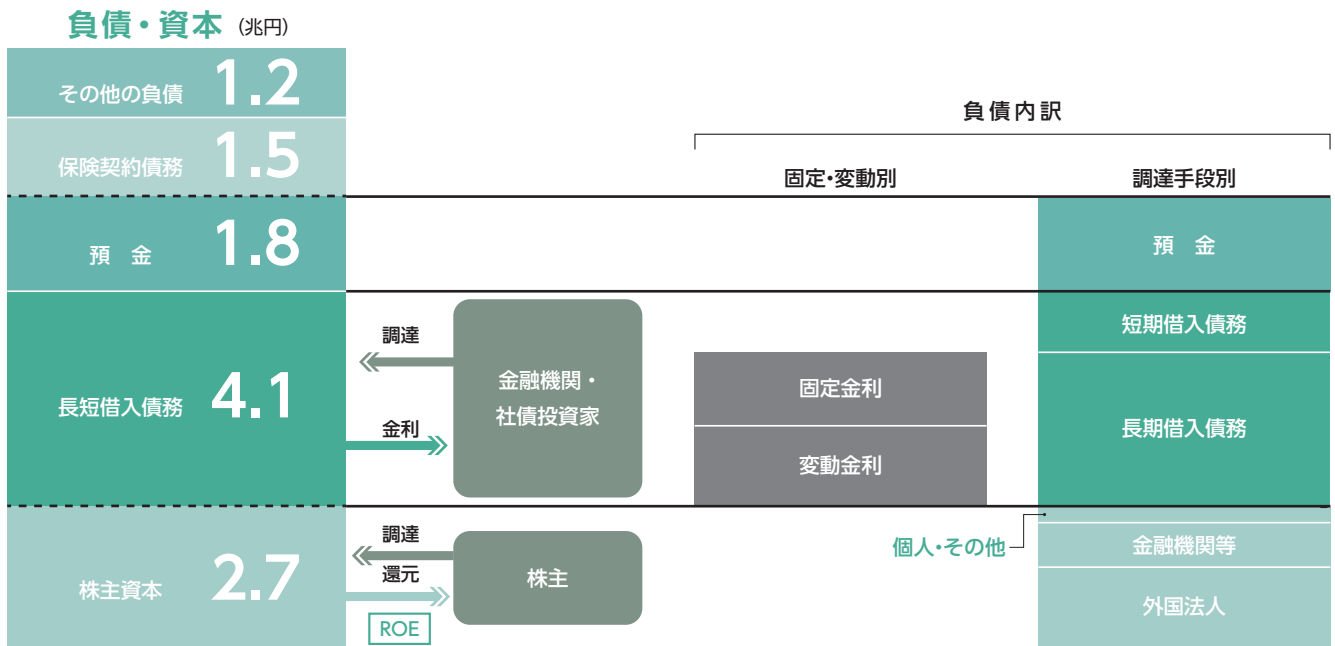 負債・資本 (兆円)
その他の負債 1.2
保険契約債務 1.5
預 金 1.8
長短借入債務 4.1
株主資本 2.7
調達
金利
金融機関・
社債投資家
調達
還元
ROE
株主
負債内訳
固定・変動別
調達手段別
固定金利
変動金利
預 金
短期借入債務
長期借入債務
個人・その他
金融機関等
外国法人